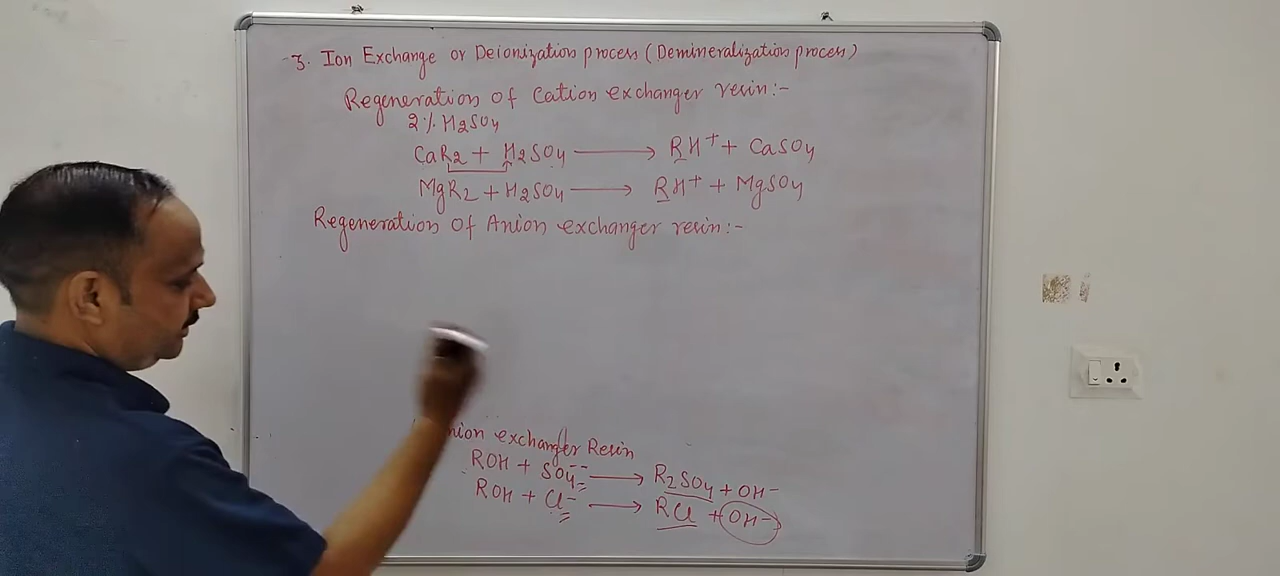 3. Ion Exchange or Deionization process (Demineralization process)
Regeneration of Cation exchanger resin:-
2% H2SO4
CaR2 + H2SO4 → RH+ + CaSO4
MgR2 + H2SO4 → RH+ + MgSO4
Regeneration of Anion exchanger resin:-
exchanger Resin
ROH + SO4-- → R2SO4 + OH-
ROH + Cl- → RCl + OH-